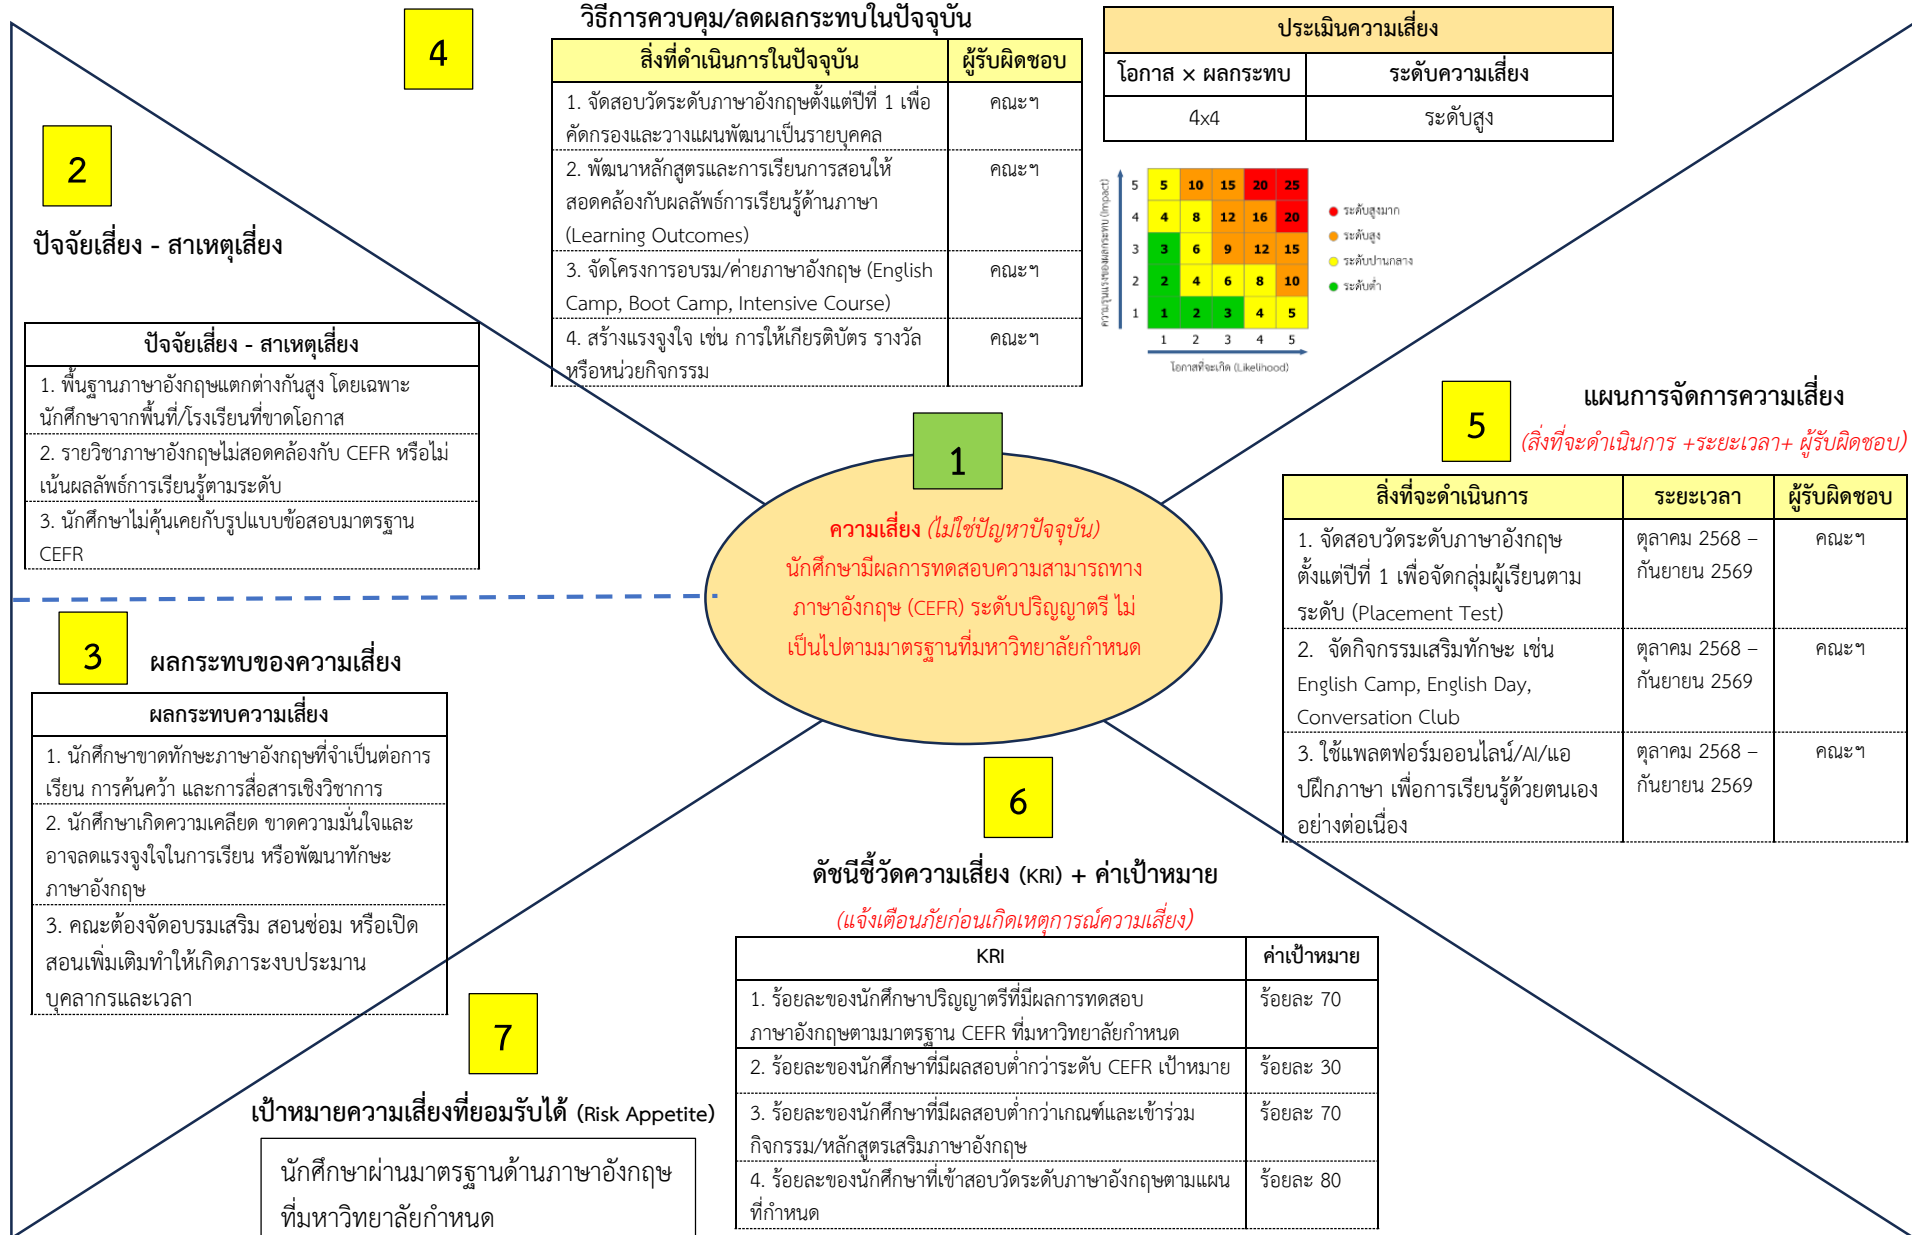 4
วิธีการควบคุม/ลดผลกระทบในปัจจุบัน
สิ่งที่ดำเนินการในปัจจุบัน ผู้รับผิดชอบ
1. จัดสอบวัดระดับภาษาอังกฤษตั้งแต่ปีที่ 1 เพื่อ คณะฯ
คัดกรองและวางแผนพัฒนาเป็นรายบุคคล
2. พัฒนาหลักสูตรและการเรียนการสอนให้ คณะฯ
สอดคล้องกับผลลัพธ์การเรียนรู้ด้านภาษา
(Learning Outcomes)
3. จัดโครงการอบรม/ค่ายภาษาอังกฤษ (English คณะฯ
Camp, Boot Camp, Intensive Course)
4. สร้างแรงจูงใจ เช่น การให้เกียรติบัตร รางวัล คณะฯ
หรือหน่วยกิจกรรม
ประเมินความเสี่ยง
โอกาส × ผลกระทบ ระดับความเสี่ยง
4x4 ระดับสูง
ความรุนแรงของผลกระทบ (Impact)
5 5 10 15 20 25
4 4 8 12 16 20
3 3 6 9 12 15
2 2 4 6 8 10
1 1 2 3 4 5
1 2 3 4 5
โอกาสที่จะเกิด (Likelihood)
ระดับสูงมาก
ระดับสูง
ระดับปานกลาง
ระดับต่ำ
2
ปัจจัยเสี่ยง - สาเหตุเสี่ยง
ปัจจัยเสี่ยง - สาเหตุเสี่ยง
1. พื้นฐานภาษาอังกฤษแตกต่างกันสูง โดยเฉพาะ
นักศึกษาจากพื้นที่/โรงเรียนที่ขาดโอกาส
2. รายวิชาภาษาอังกฤษไม่สอดคล้องกับ CEFR หรือไม่
เน้นผลลัพธ์การเรียนรู้ตามระดับ
3. นักศึกษาไม่คุ้นเคยกับรูปแบบข้อสอบมาตรฐาน
CEFR
1
ความเสี่ยง (ไม่ใช่ปัญหาปัจจุบัน)
นักศึกษามีผลการทดสอบความสามารถทาง
ภาษาอังกฤษ (CEFR) ระดับปริญญาตรี ไม่
เป็นไปตามมาตรฐานที่มหาวิทยาลัยกำหนด
5
แผนการจัดการความเสี่ยง
(สิ่งที่จะดำเนินการ +ระยะเวลา+ ผู้รับผิดชอบ)
สิ่งที่จะดำเนินการ ระยะเวลา ผู้รับผิดชอบ
1. จัดสอบวัดระดับภาษาอังกฤษ ตุลาคม 2568 – คณะฯ
ตั้งแต่ปีที่ 1 เพื่อจัดกลุ่มผู้เรียนตาม กันยายน 2569
ระดับ (Placement Test)
2. จัดกิจกรรมเสริมทักษะ เช่น ตุลาคม 2568 – คณะฯ
English Camp, English Day, กันยายน 2569
Conversation Club
3. ใช้แพลตฟอร์มออนไลน์/AI/แอ ตุลาคม 2568 – คณะฯ
ปฝึกภาษา เพื่อการเรียนรู้ด้วยตนเอง กันยายน 2569
อย่างต่อเนื่อง
3
ผลกระทบของความเสี่ยง
ผลกระทบความเสี่ยง
1. นักศึกษาขาดทักษะภาษาอังกฤษที่จำเป็นต่อการ
เรียน การค้นคว้า และการสื่อสารเชิงวิชาการ
2. นักศึกษาเกิดความเคลียด ขาดความมั่นใจและ
อาจลดแรงจูงใจในการเรียน หรือพัฒนาทักษะ
ภาษาอังกฤษ
3. คณะต้องจัดอบรมเสริม สอนซ่อม หรือเปิด
สอนเพิ่มเติมทำให้เกิดภาระงบประมาน
บุคลากรและเวลา
6
ดัชนีชี้วัดความเสี่ยง (KRI) + ค่าเป้าหมาย
(แจ้งเตือนภัยก่อนเกิดเหตุการณ์ความเสี่ยง)
KRI ค่าเป้าหมาย
1. ร้อยละของนักศึกษาปริญญาตรีที่มีผลการทดสอบ ร้อยละ 70
ภาษาอังกฤษตามมาตรฐาน CEFR ที่มหาวิทยาลัยกำหนด
2. ร้อยละของนักศึกษาที่มีผลสอบต่ำกว่าระดับ CEFR เป้าหมาย ร้อยละ 30
3. ร้อยละของนักศึกษาที่มีผลสอบต่ำกว่าเกณฑ์และเข้าร่วม ร้อยละ 70
กิจกรรม/หลักสูตรเสริมภาษาอังกฤษ
4. ร้อยละของนักศึกษาที่เข้าสอบวัดระดับภาษาอังกฤษตามแผน ร้อยละ 80
ที่กำหนด
7
เป้าหมายความเสี่ยงที่ยอมรับได้ (Risk Appetite)
นักศึกษาผ่านมาตรฐานด้านภาษาอังกฤษ
ที่มหาวิทยาลัยกำหนด